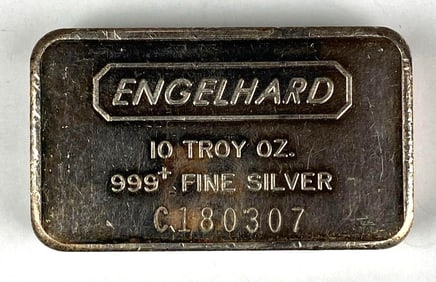 ENGELHARD
10 TROY OZ.
999+ FINE SILVER
C180307